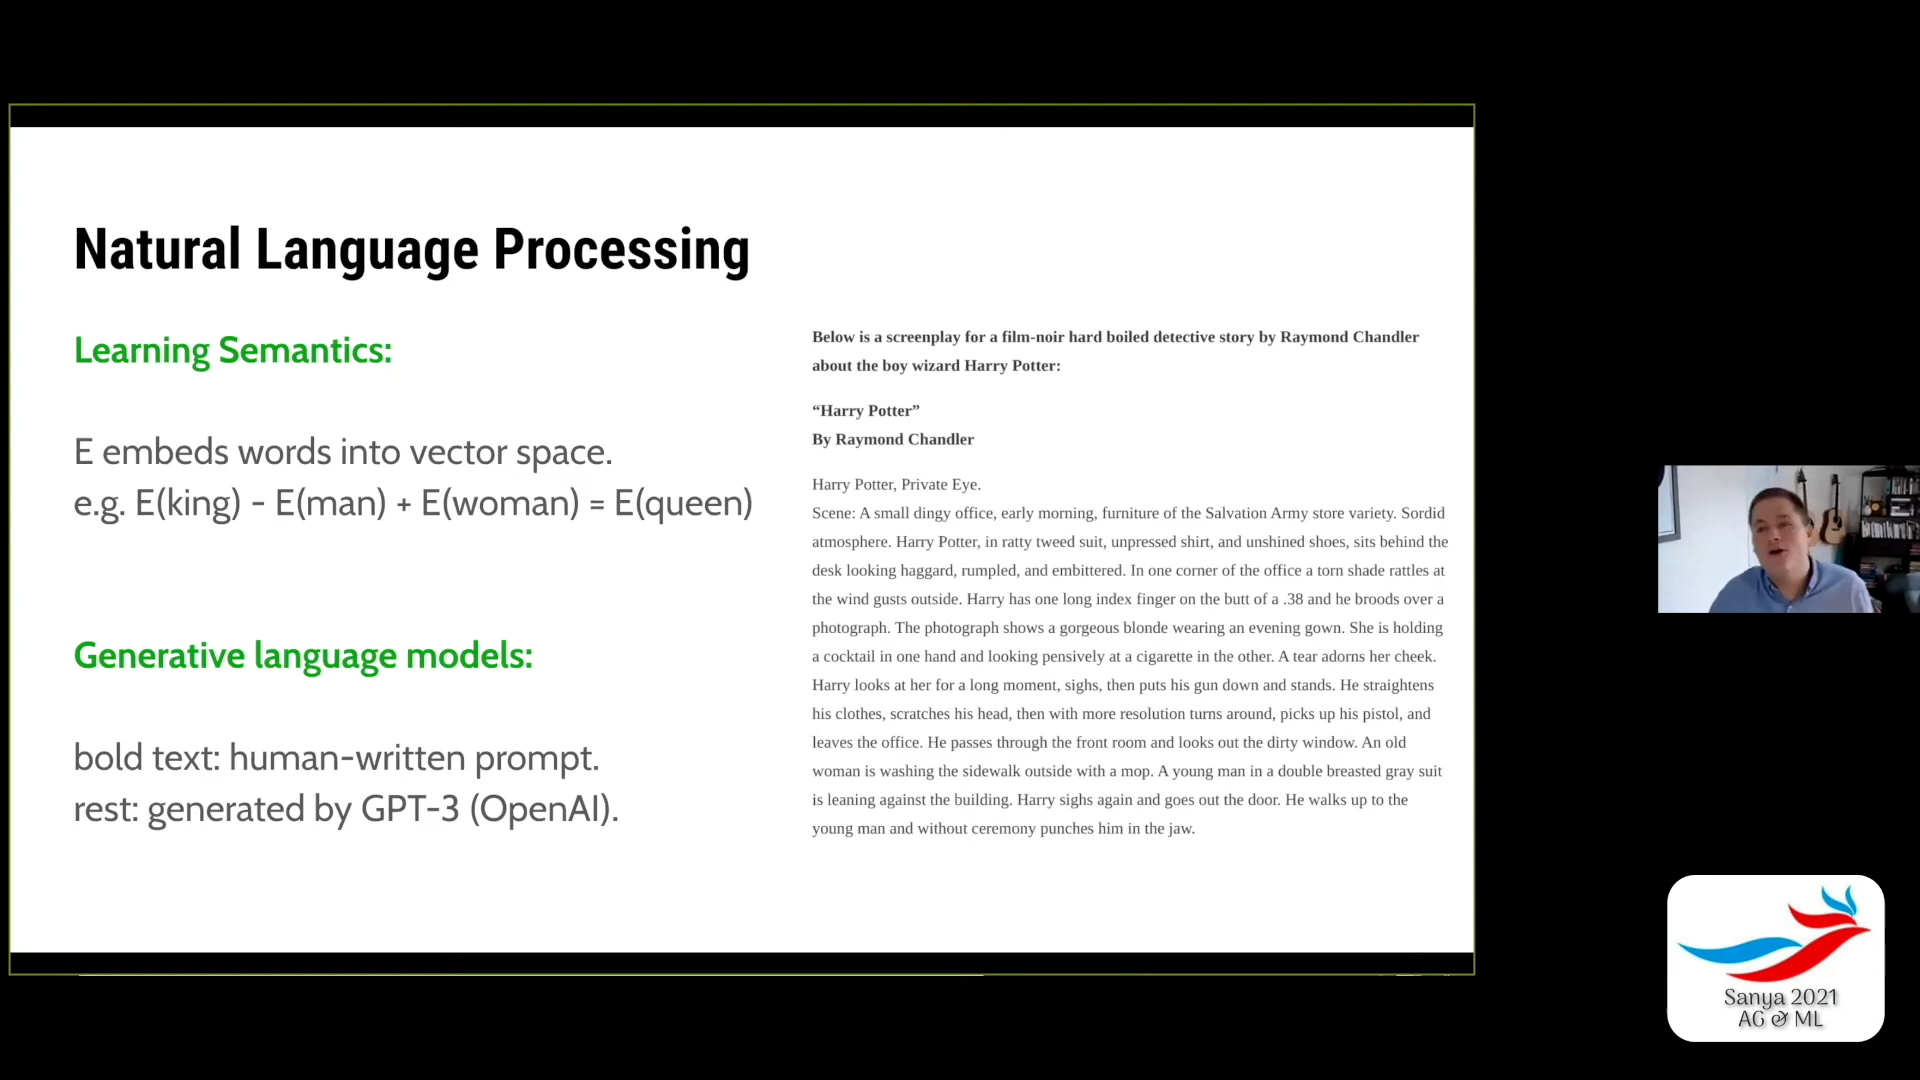 Natural Language Processing
Learning Semantics:
E embeds words into vector space.
e.g. E(king) - E(man) + E(woman) = E(queen)
Generative language models:
bold text: human-written prompt.
rest: generated by GPT-3 (OpenAI).
Below is a screenplay for a film-noir hard boiled detective story by Raymond Chandler
about the boy wizard Harry Potter:
“Harry Potter”
By Raymond Chandler
Harry Potter, Private Eye.
Scene: A small dingy office, early morning, furniture of the Salvation Army store variety. Sordid
atmosphere. Harry Potter, in ratty tweed suit, unpressed shirt, and unshined shoes, sits behind the
desk looking haggard, rumpled, and embittered. In one corner of the office a torn shade rattles at
the wind gusts outside. Harry has one long index finger on the butt of a .38 and he broods over a
photograph. The photograph shows a gorgeous blonde wearing an evening gown. She is holding
a cocktail in one hand and looking pensively at a cigarette in the other. A tear adorns her cheek.
Harry looks at her for a long moment, sighs, then puts his gun down and stands. He straightens
his clothes, scratches his head, then with more resolution turns around, picks up his pistol, and
leaves the office. He passes through the front room and looks out the dirty window. An old
woman is washing the sidewalk outside with a mop. A young man in a double breasted gray suit
is leaning against the building. Harry sighs again and goes out the door. He walks up to the
young man and without ceremony punches him in the jaw.
Sanya 2021
AG & ML